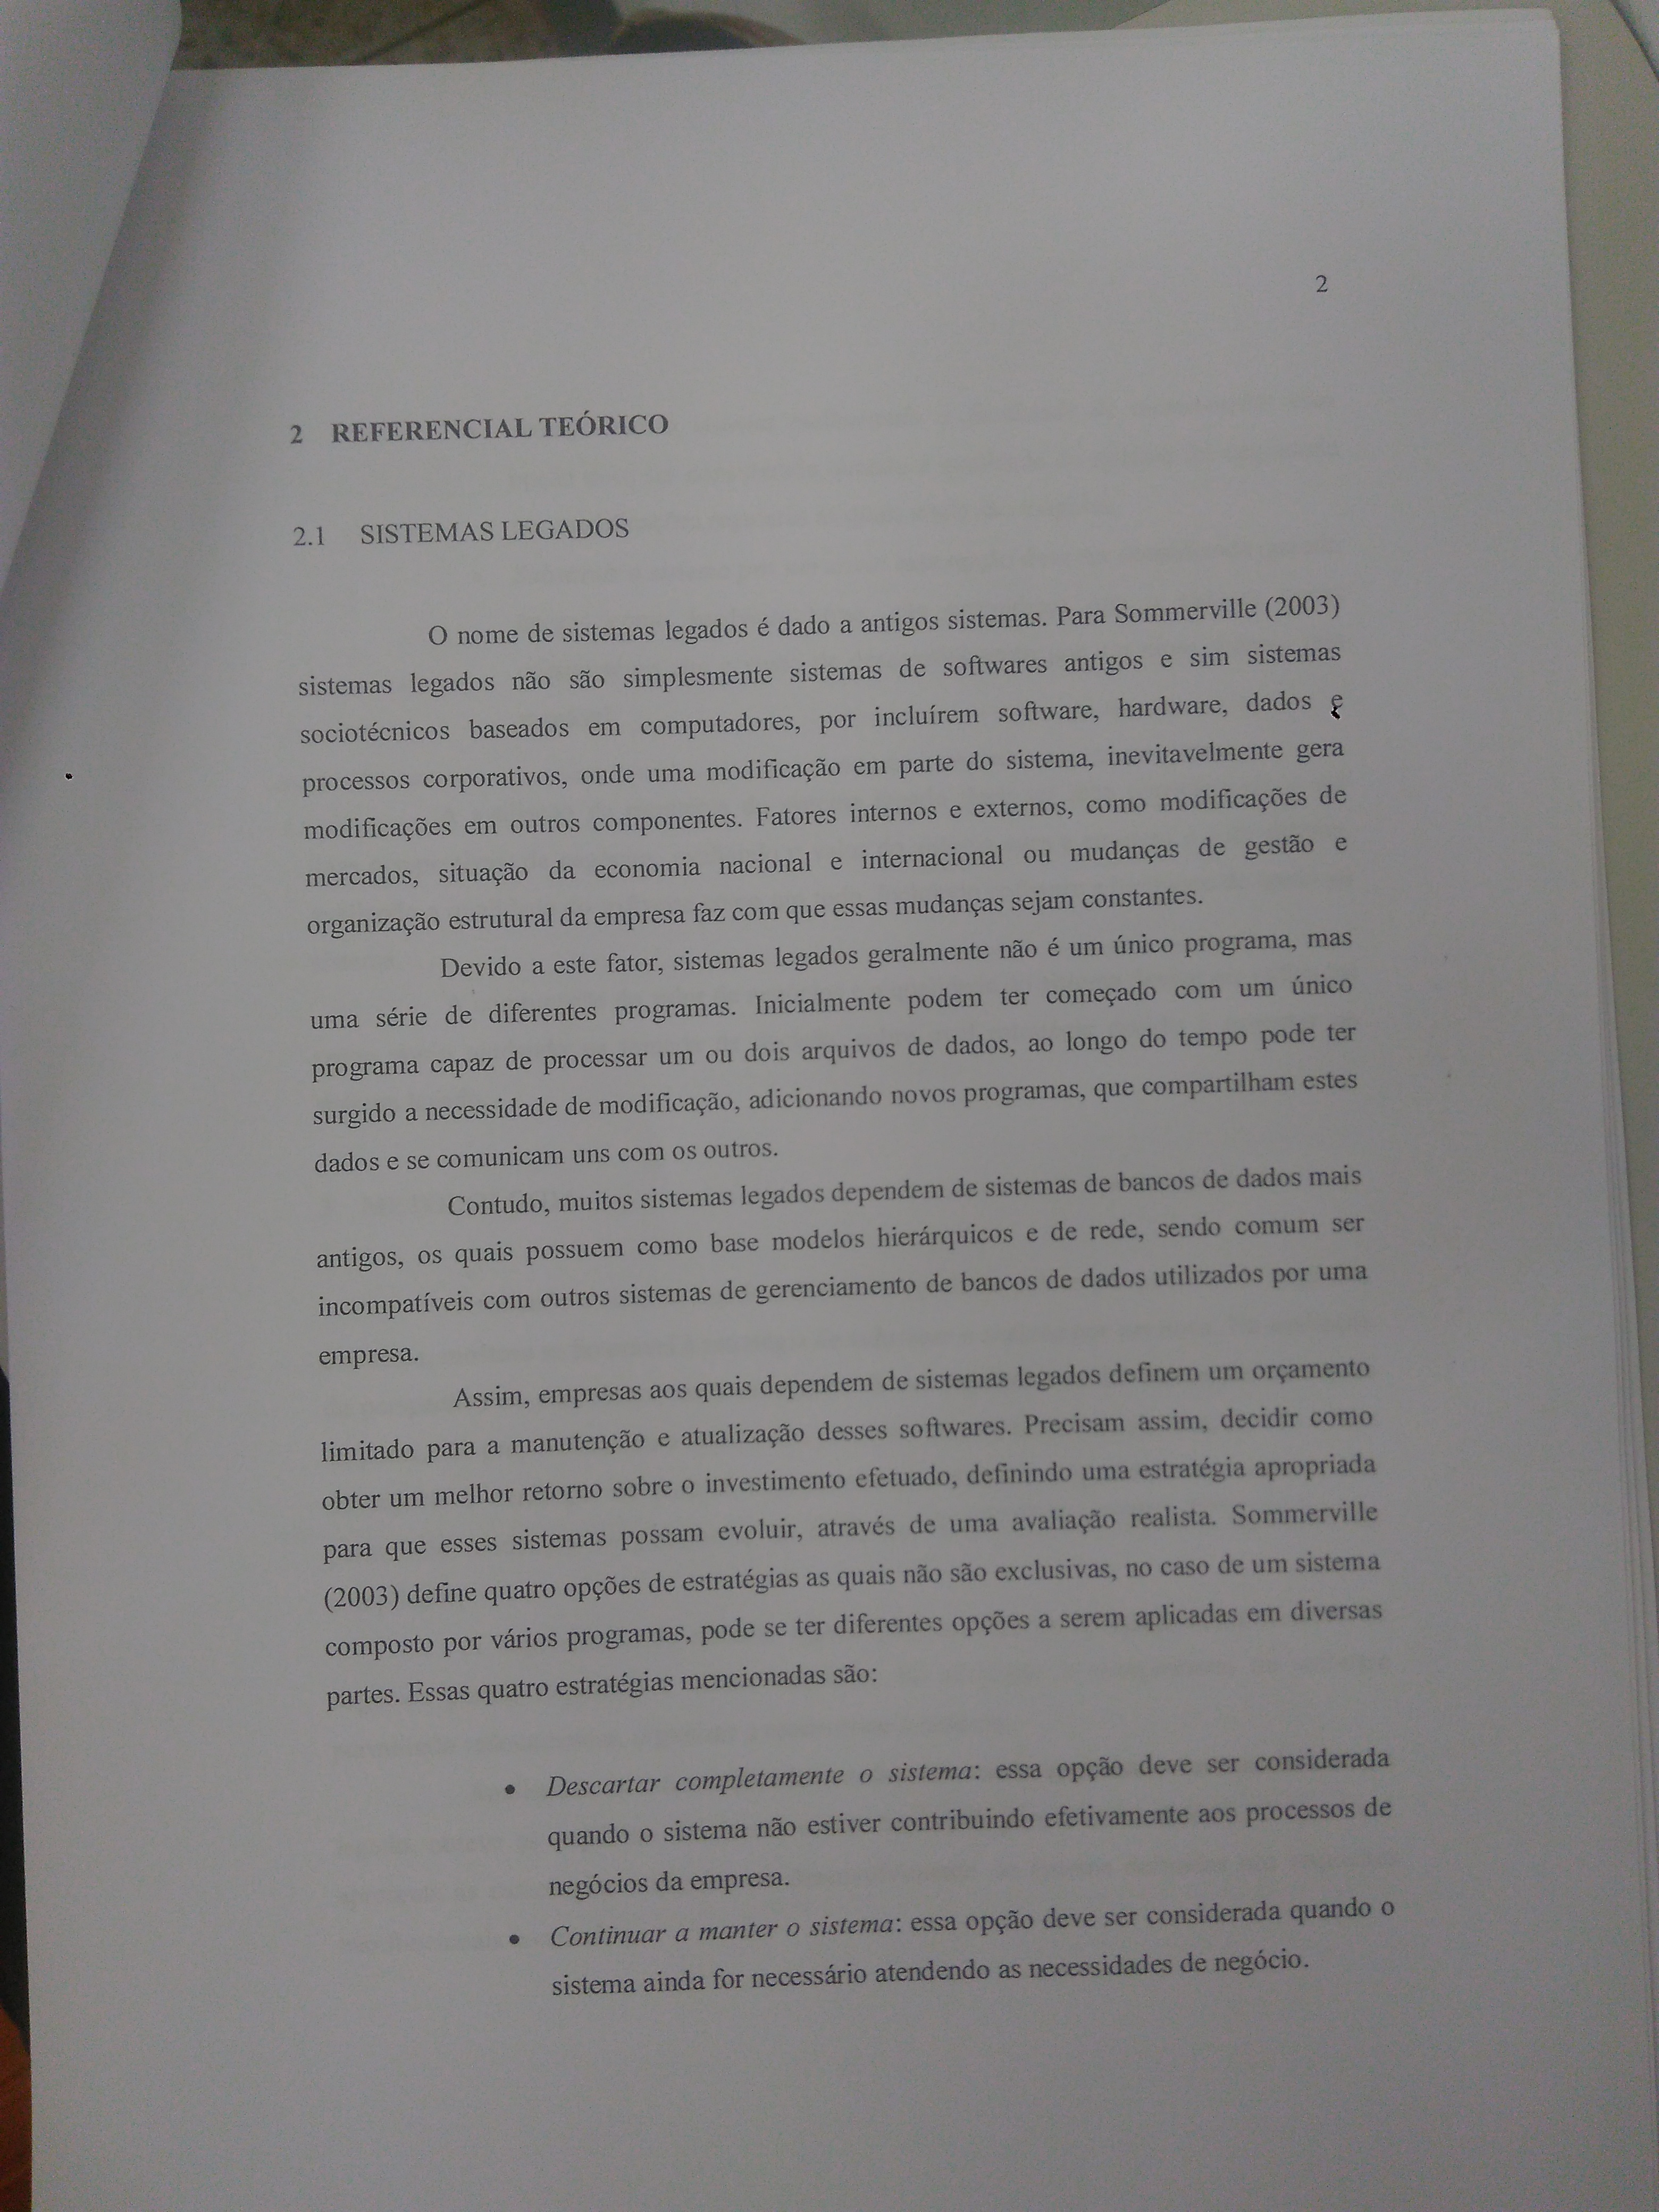 2
2 REFERENCIAL TEÓRICO
2.1 SISTEMAS LEGADOS
O nome de sistemas legados é dado a antigos sistemas. Para Sommerville (2003)
sistemas legados não são simplesmente sistemas de softwares antigos e sim sistemas
sociotécnicos baseados em computadores, por incluírem software, hardware, dados e
processos corporativos, onde uma modificação em parte do sistema, inevitavelmente gera
modificações em outros componentes. Fatores internos e externos, como modificações de
mercados, situação da economia nacional e internacional ou mudanças de gestão e
organização estrutural da empresa faz com que essas mudanças sejam constantes.
Devido a este fator, sistemas legados geralmente não é um único programa, mas
uma série de diferentes programas. Inicialmente podem ter começado com um único
programa capaz de processar um ou dois arquivos de dados, ao longo do tempo pode ter
surgido a necessidade de modificação, adicionando novos programas, que compartilham estes
dados e se comunicam uns com os outros.
Contudo, muitos sistemas legados dependem de sistemas de bancos de dados mais
antigos, os quais possuem como base modelos hierárquicos e de rede, sendo comum ser
incompatíveis com outros sistemas de gerenciamento de bancos de dados utilizados por uma
empresa.
Assim, empresas aos quais dependem de sistemas legados definem um orçamento
limitado para a manutenção e atualização desses softwares. Precisam assim, decidir como
obter um melhor retorno sobre o investimento efetuado, definindo uma estratégia apropriada
para que esses sistemas possam evoluir, através de uma avaliação realista. Sommerville
(2003) define quatro opções de estratégias as quais não são exclusivas, no caso de um sistema
composto por vários programas, pode se ter diferentes opções a serem aplicadas em diversas
partes. Essas quatro estratégias mencionadas são:
• Descartar completamente o sistema: essa opção deve ser considerada
quando o sistema não estiver contribuindo efetivamente aos processos de
negócios da empresa.
• Continuar a manter o sistema: essa opção deve ser considerada quando o
sistema ainda for necessário atendendo as necessidades de negócio.